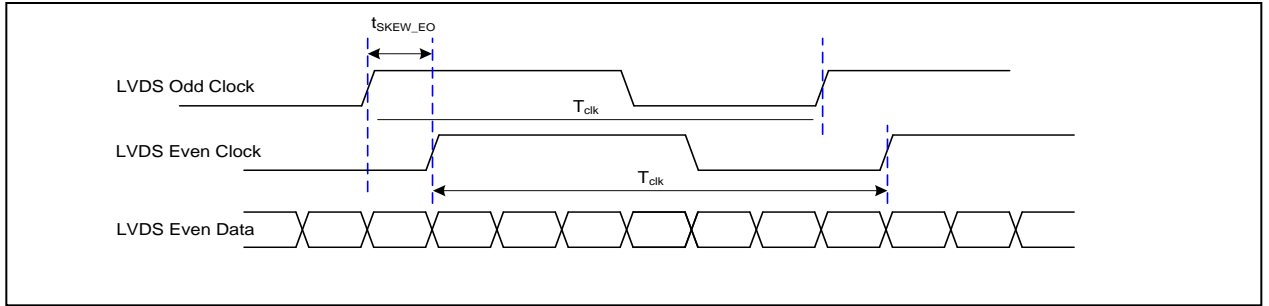 tSKEW_EO
LVDS Odd Clock
Tclk
LVDS Even Clock
Tclk
LVDS Even Data